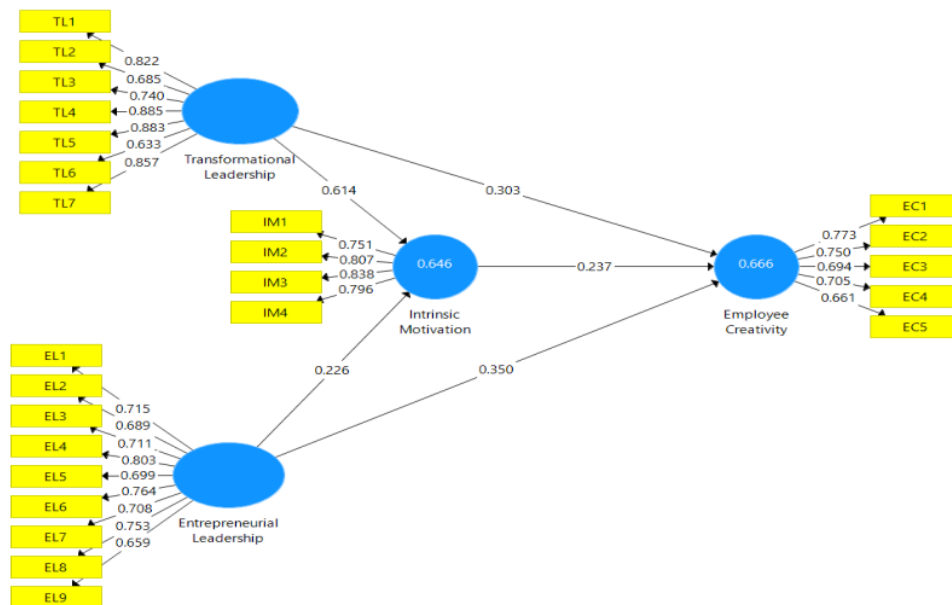 TL1
TL2
TL3
TL4
TL5
TL6
TL7
0.822
0.685
0.740
0.885
0.883
0.633
0.857
Transformational
Leadership
0.614
0.303
IM1
IM2
IM3
IM4
0.751
0.807
0.838
0.796
0.646
Intrinsic
Motivation
0.237
0.666
Employee
Creativity
EC1
EC2
EC3
EC4
EC5
0.773
0.750
0.694
0.705
0.661
0.226
0.350
EL1
EL2
EL3
EL4
EL5
EL6
EL7
EL8
EL9
0.715
0.689
0.711
0.803
0.699
0.764
0.708
0.753
0.659
Entrepreneurial
Leadership